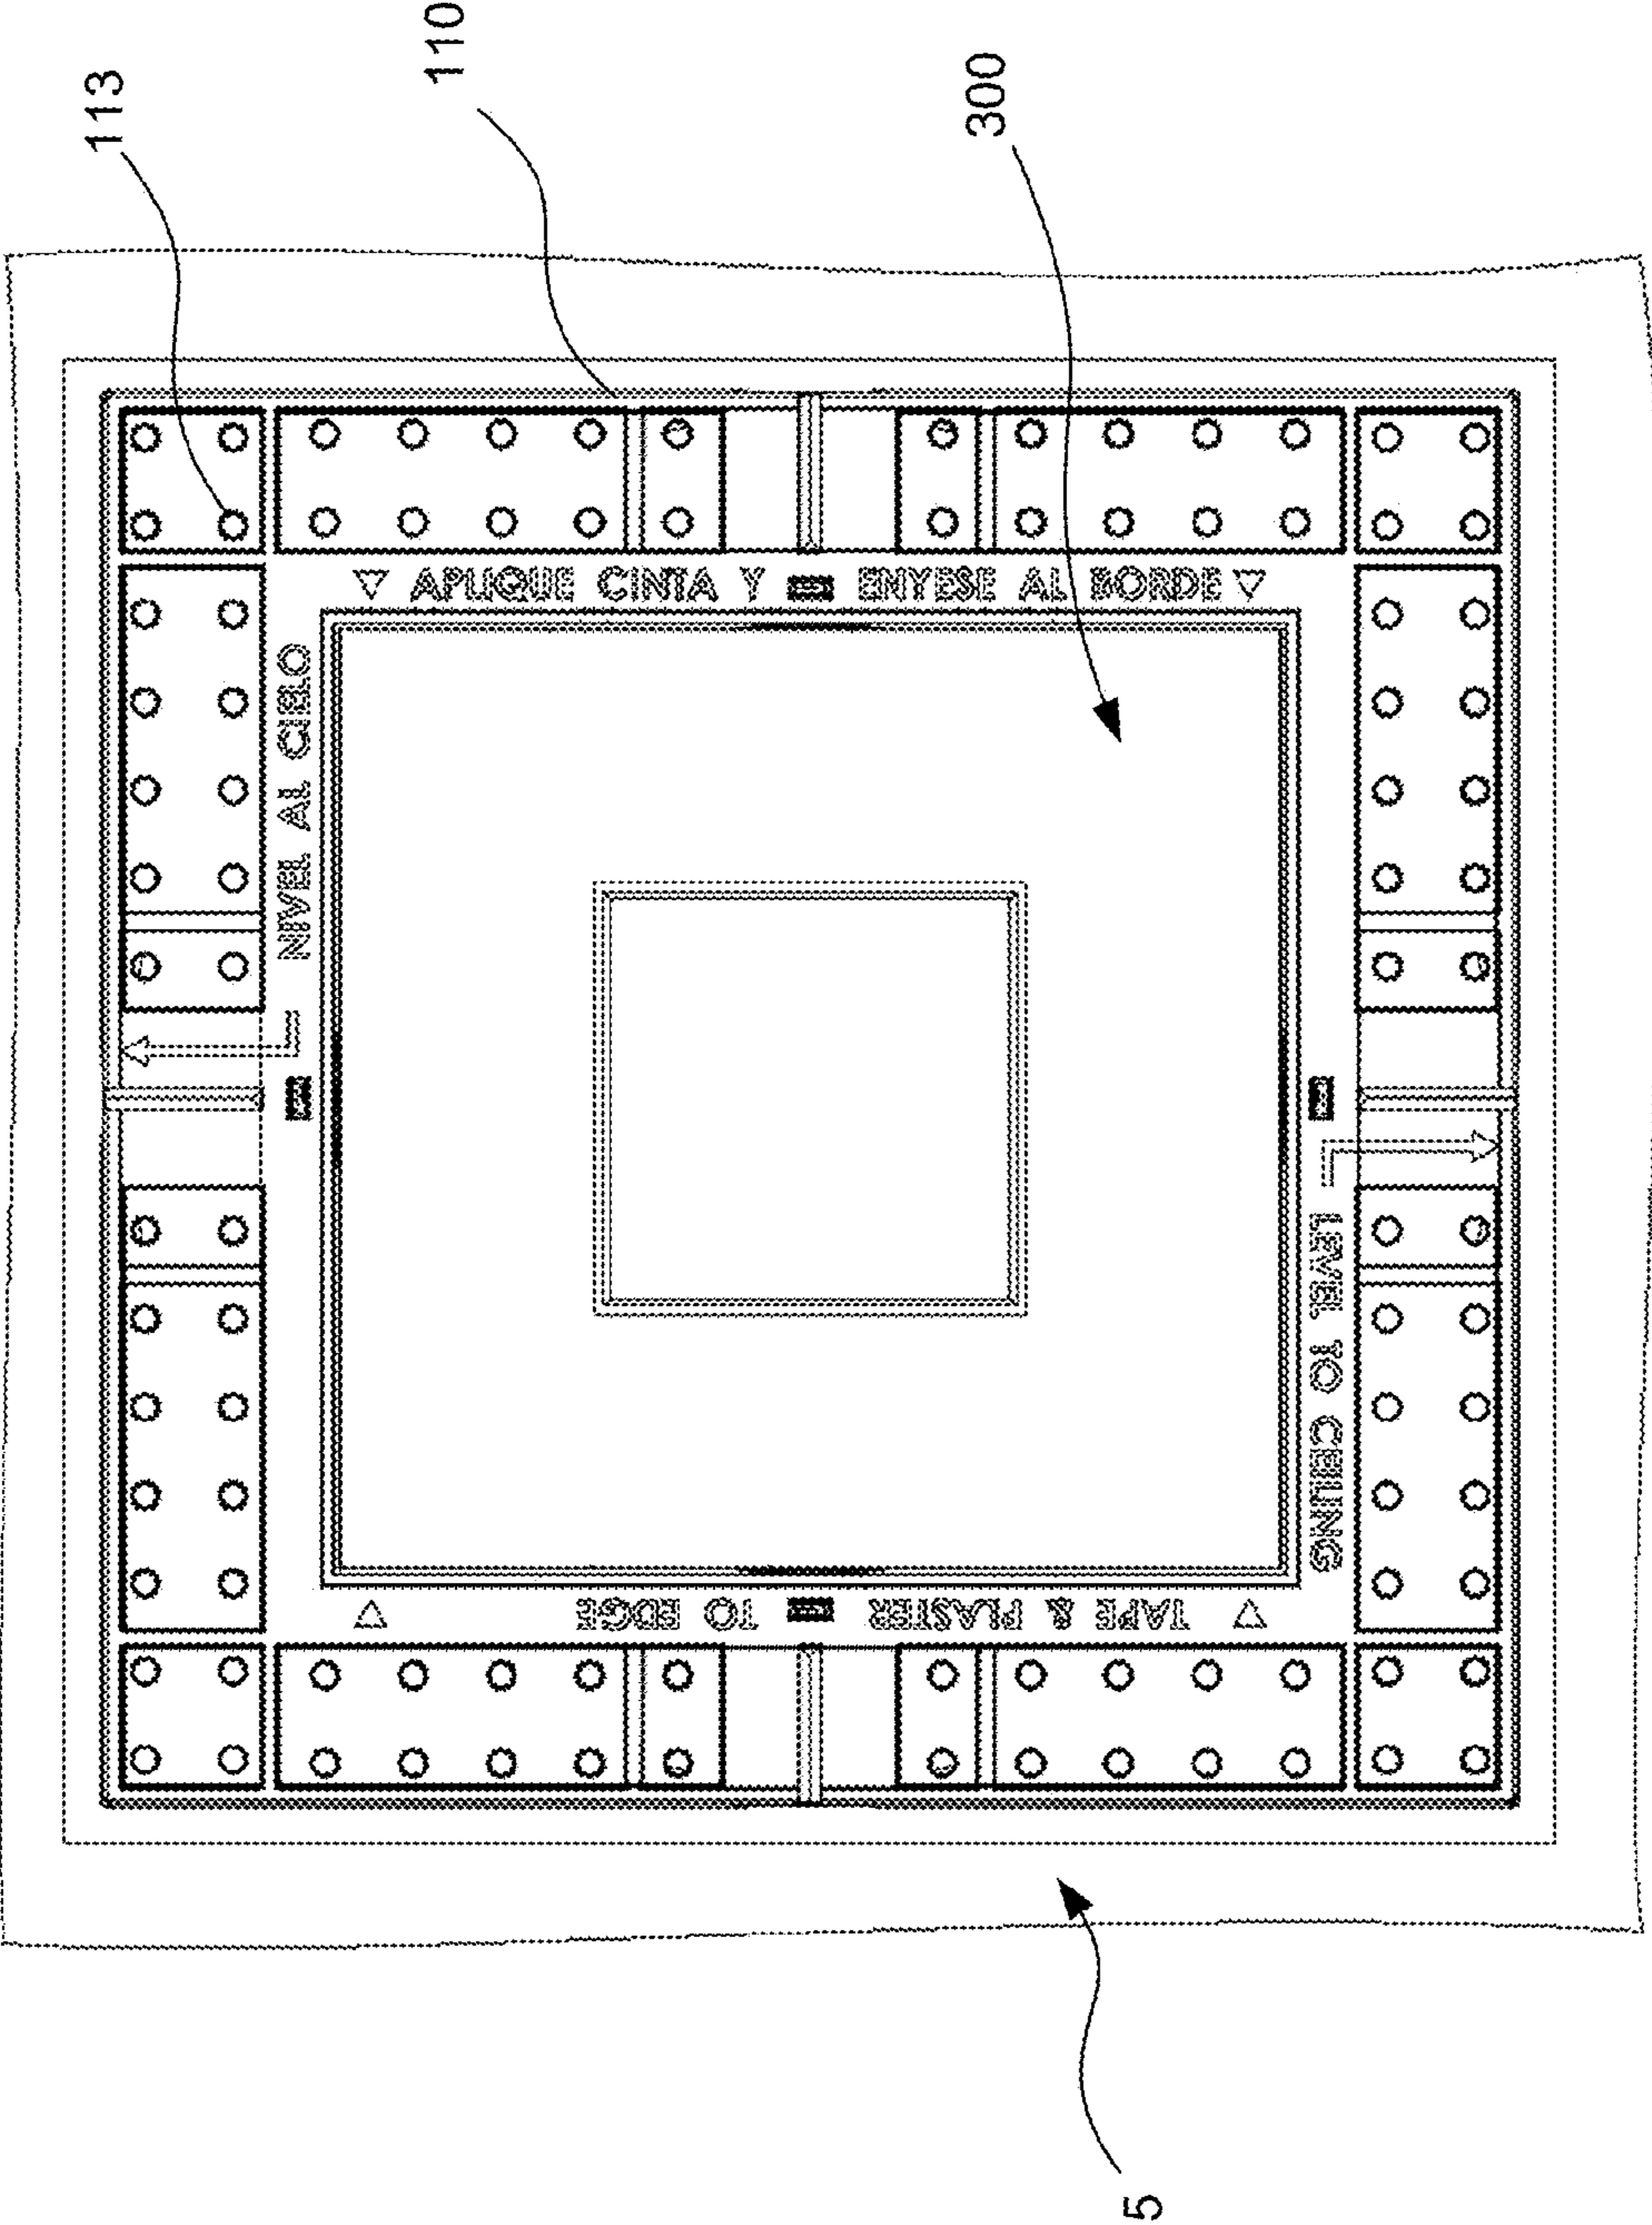 113
110
300
APLIQUE CINTA Y ENYESE AL BORDE
NIVEL AL CIELO
LEVEL TO CEILING
TAPE & PLASTER TO EDGE
5